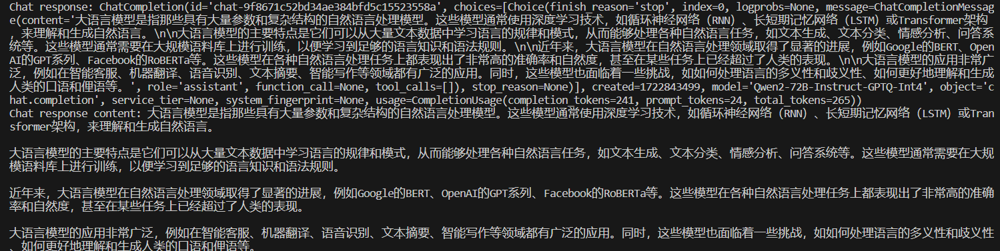 Chat response: ChatCompletion(id='chat-9f8671c52bd34ae384bfd5c15523558a', choices=[Choice(finish_reason='stop', index=0, logprobs=None, message=ChatCompletionMessag
e(content='大语言模型是指那些具有大量参数和复杂结构的自然语言处理模型。这些模型通常使用深度学习技术，如循环神经网络（RNN）、长短期记忆网络（LSTM）或Transformer架构
，来理解和生成自然语言。\n\n大语言模型的主要特点是它们可以从大量文本数据中学习语言的规律和模式，从而能够处理各种自然语言任务，如文本生成、文本分类、情感分析、问答系
统等。这些模型通常需要在大规模语料库上进行训练，以便学习到足够的语言知识和语法规则。\n\n近年来，大语言模型在自然语言处理领域取得了显著的进展，例如Google的BERT、Open
AI的GPT系列、Facebook的RoBERTa等。这些模型在各种自然语言处理任务上都表现出了非常高的准确率和自然度，甚至在某些任务上已经超过了人类的表现。\n\n大语言模型的应用非常广
泛，例如在智能客服、机器翻译、语音识别、文本摘要、智能写作等领域都有广泛的应用。同时，这些模型也面临着一些挑战，如如何处理语言的多义性和歧义性、如何更好地理解和生成
人类的口语和俚语等。', role='assistant', function_call=None, tool_calls=[]), stop_reason=None)], created=1722843499, model='Qwen2-72B-Instruct-GPTQ-Int4', object='c
hat.completion', service_tier=None, system_fingerprint=None, usage=CompletionUsage(completion_tokens=241, prompt_tokens=24, total_tokens=265))
Chat response content: 大语言模型是指那些具有大量参数和复杂结构的自然语言处理模型。这些模型通常使用深度学习技术，如循环神经网络（RNN）、长短期记忆网络（LSTM）或Tran
sformer架构，来理解和生成自然语言。
大语言模型的主要特点是它们可以从大量文本数据中学习语言的规律和模式，从而能够处理各种自然语言任务，如文本生成、文本分类、情感分析、问答系统等。这些模型通常需要在大规
模语料库上进行训练，以便学习到足够的语言知识和语法规则。
近年来，大语言模型在自然语言处理领域取得了显著的进展，例如Google的BERT、OpenAI的GPT系列、Facebook的RoBERTa等。这些模型在各种自然语言处理任务上都表现出了非常高的准确
率和自然度，甚至在某些任务上已经超过了人类的表现。
大语言模型的应用非常广泛，例如在智能客服、机器翻译、语音识别、文本摘要、智能写作等领域都有广泛的应用。同时，这些模型也面临着一些挑战，如如何处理语言的多义性和歧义性
、如何更好地理解和生成人类的口语和俚语等。